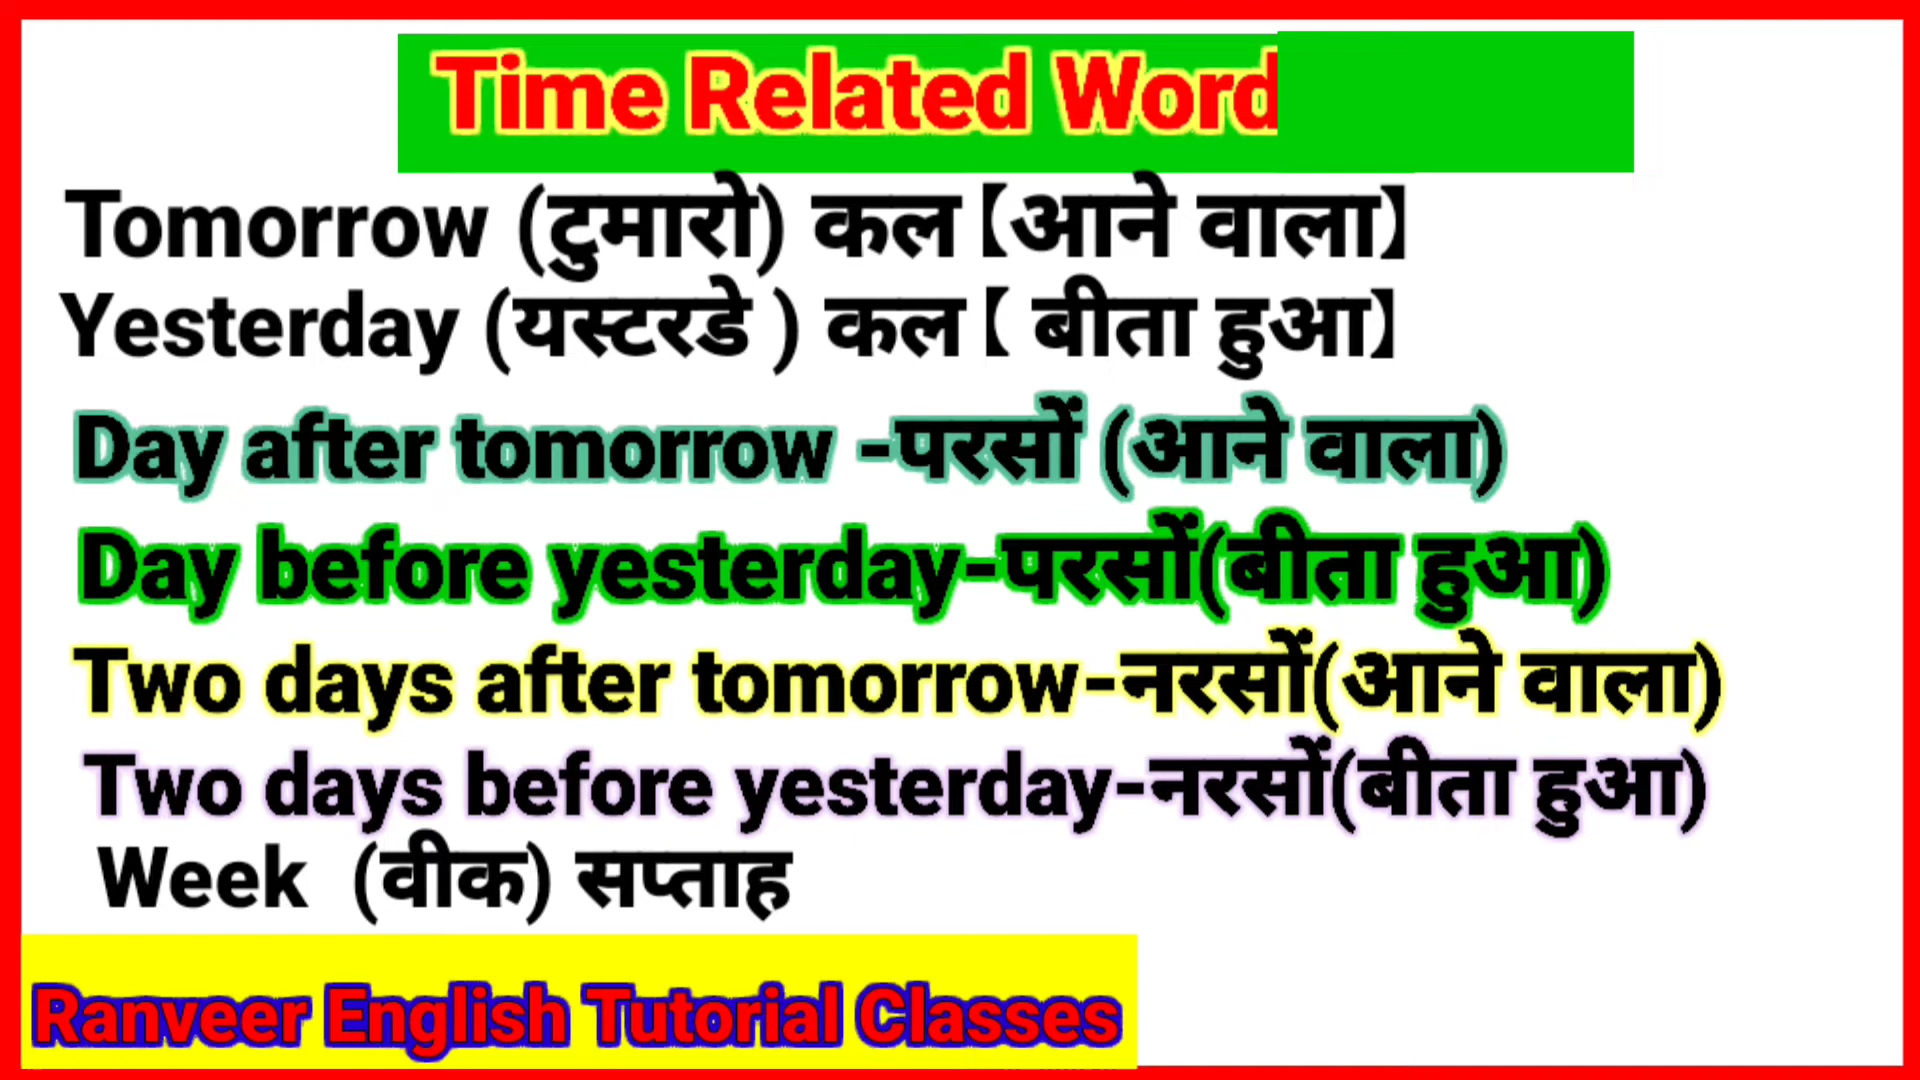 Time Related Word
Tomorrow (टुमारो) कल【आने वाला】
Yesterday (यस्टरडे ) कल【 बीता हुआ】
Day after tomorrow -परसों (आने वाला)
Day before yesterday-परसों(बीता हुआ)
Two days after tomorrow-नरसों(आने वाला)
Two days before yesterday-नरसों(बीता हुआ)
Week (वीक) सप्ताह
Ranveer English Tutorial Classes